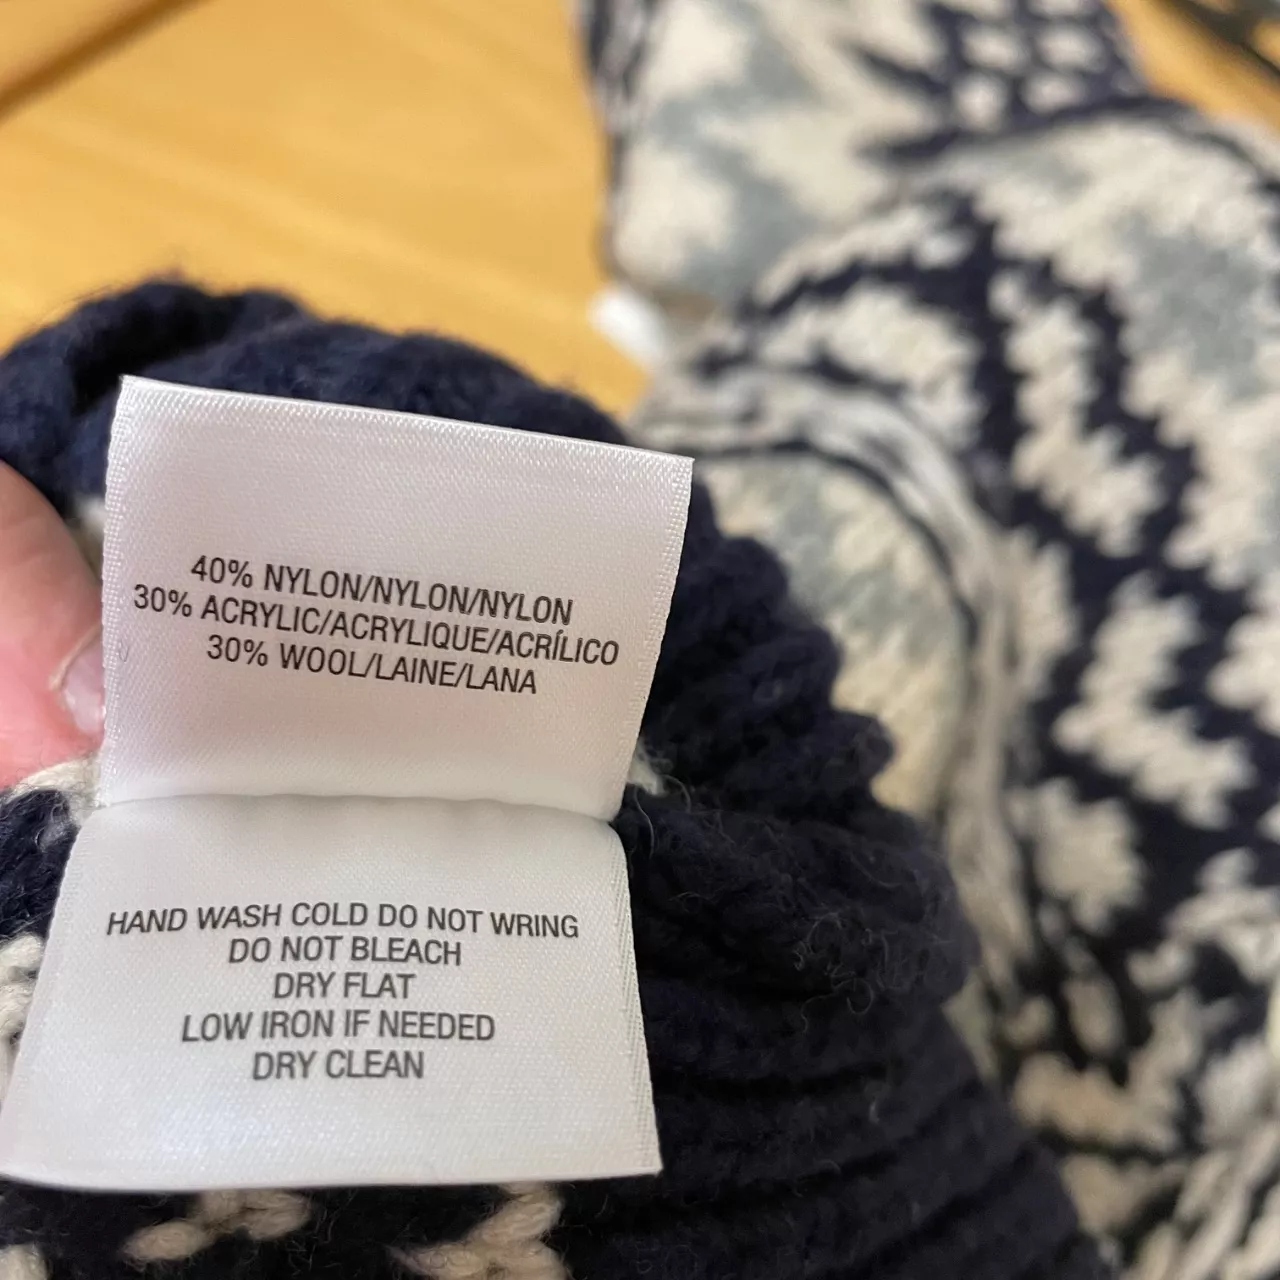 40% NYLON/NYLON/NYLON
30% ACRYLIC/ACRYLIQUE/ACRÍLICO
30% WOOL/LAINE/LANA
HAND WASH COLD DO NOT WRING
DO NOT BLEACH
DRY FLAT
LOW IRON IF NEEDED
DRY CLEAN